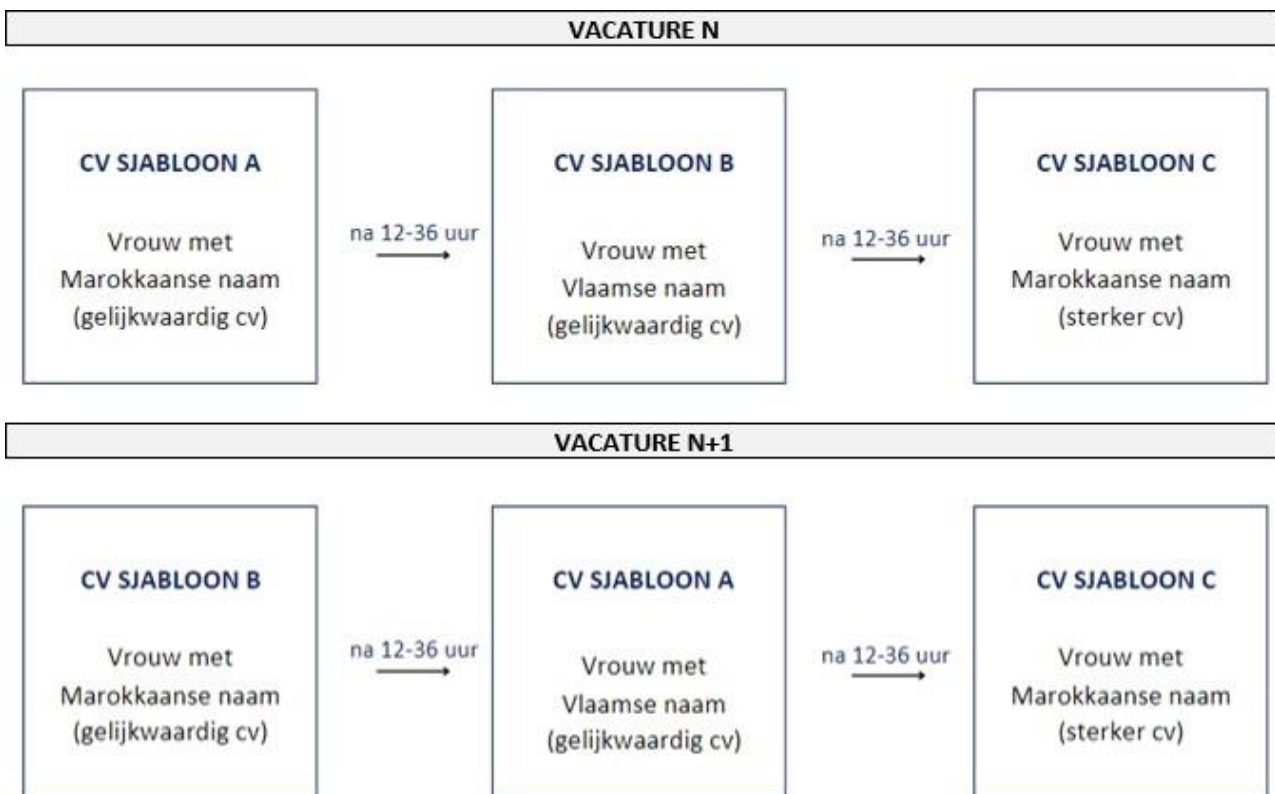 VACATURE N
CV SJABLOON A
Vrouw met
Marokkaanse naam
(gelijkwaardig cv)
na 12-36 uur
CV SJABLOON B
Vrouw met
Vlaamse naam
(gelijkwaardig cv)
na 12-36 uur
CV SJABLOON C
Vrouw met
Marokkaanse naam
(sterker cv)
VACATURE N+1
CV SJABLOON B
Vrouw met
Marokkaanse naam
(gelijkwaardig cv)
na 12-36 uur
CV SJABLOON A
Vrouw met
Vlaamse naam
(gelijkwaardig cv)
na 12-36 uur
CV SJABLOON C
Vrouw met
Marokkaanse naam
(sterker cv)